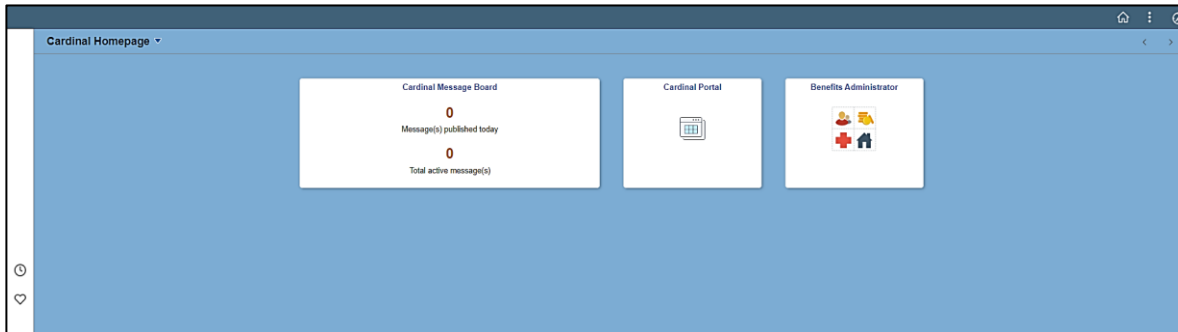 Cardinal Homepage
Cardinal Message Board
0
Message(s) published today
0
Total active message(s)
Cardinal Portal
Benefits Administrator